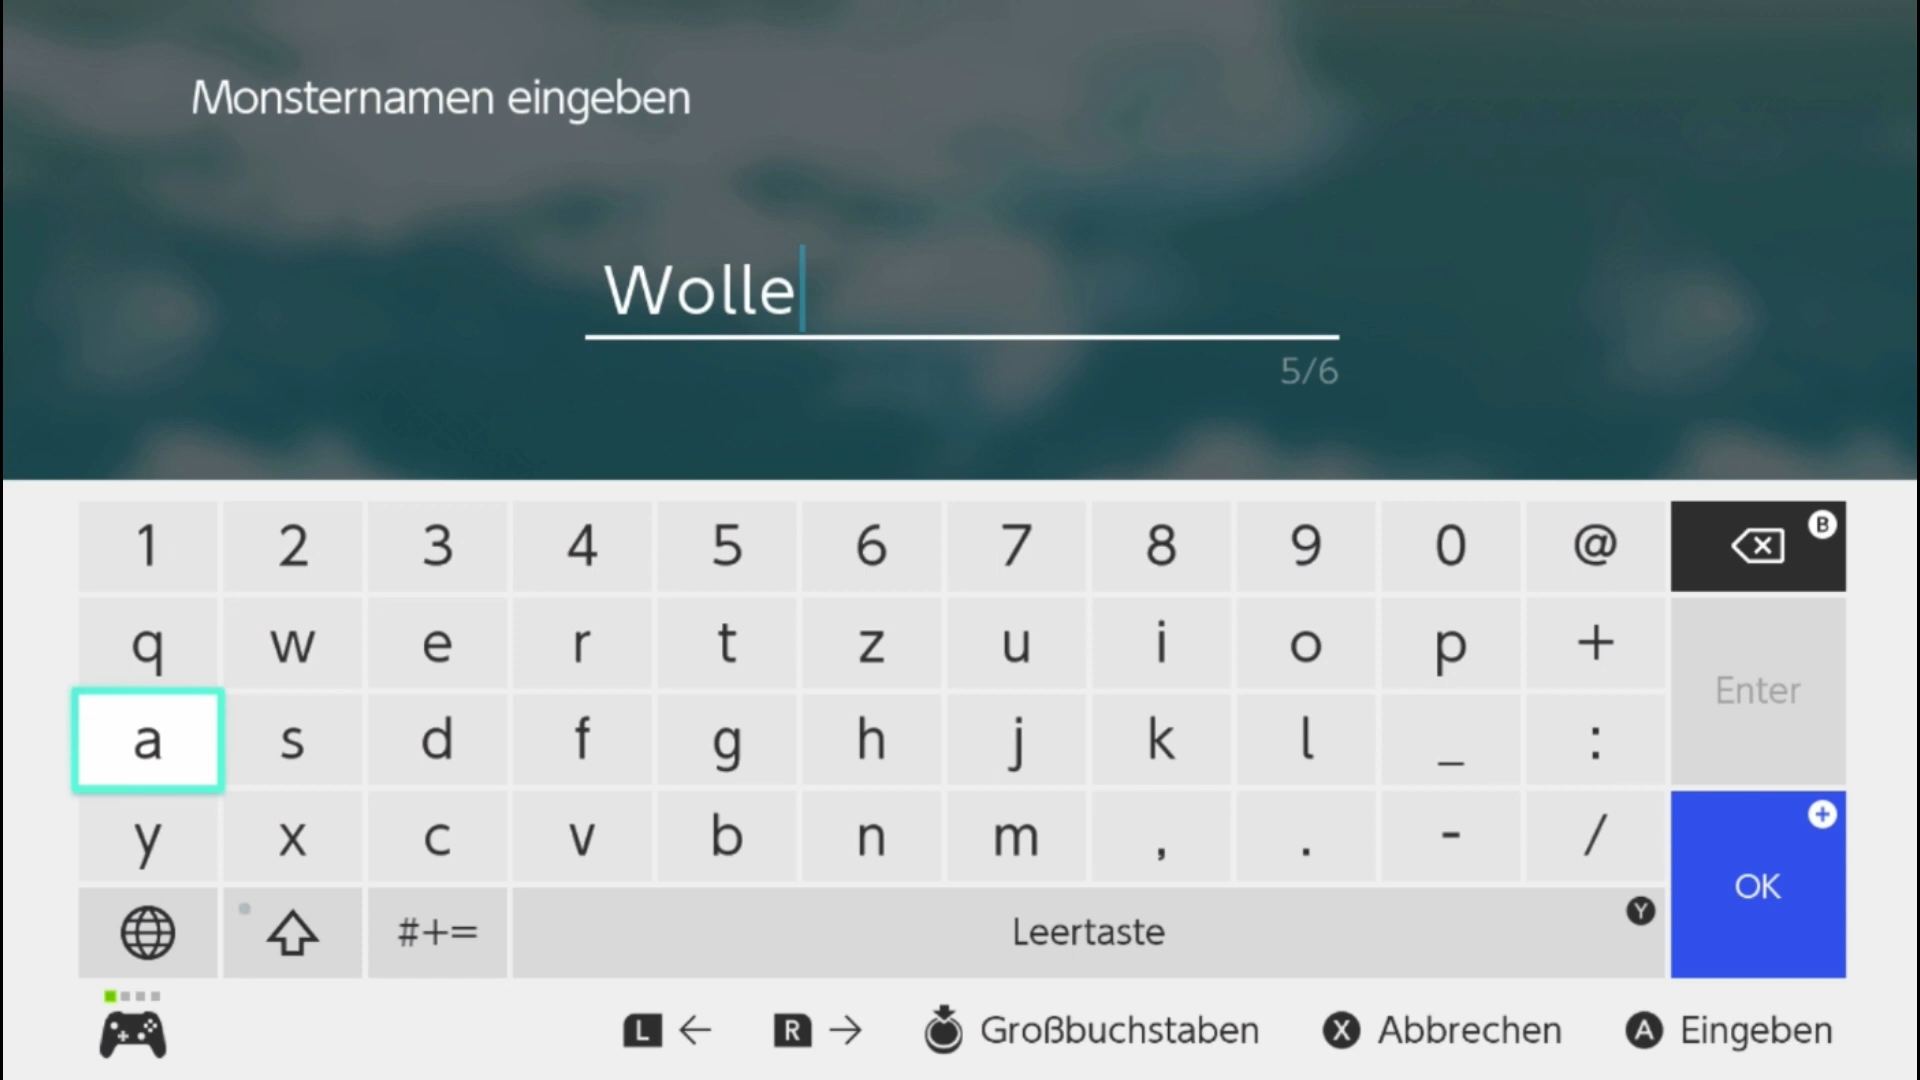 Monsternamen eingeben
Wolle
5/6
1 2 3 4 5 6 7 8 9 0 @ B
q w e r t z u i o p +
Enter
a s d f g h j k l _ :
y x c v b n m , . - / +
OK
#+= Leertaste Y
L ← R → Großbuchstaben X Abbrechen A Eingeben